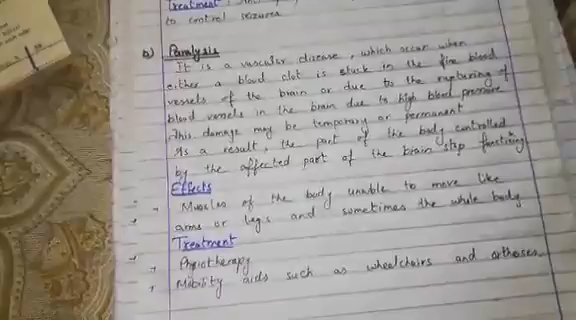 Treatment
to control seizures
b) Paralysis
It is a vascular disease, which occur when
either a blood clot is stuck in the fine blood
vessels of the brain or due to the rupturing of
blood vessels in the brain due to high blood pressure
This damage may be temporary or permanent
As a result, the part of the body controlled
by the affected part of the brain stop functioning
Effects
→ Muscles of the body unable to move like
→ arms or legs and sometimes the whole body
Treatment
→ Physiotherapy
→ Mobility aids such as wheelchairs and orthoses.